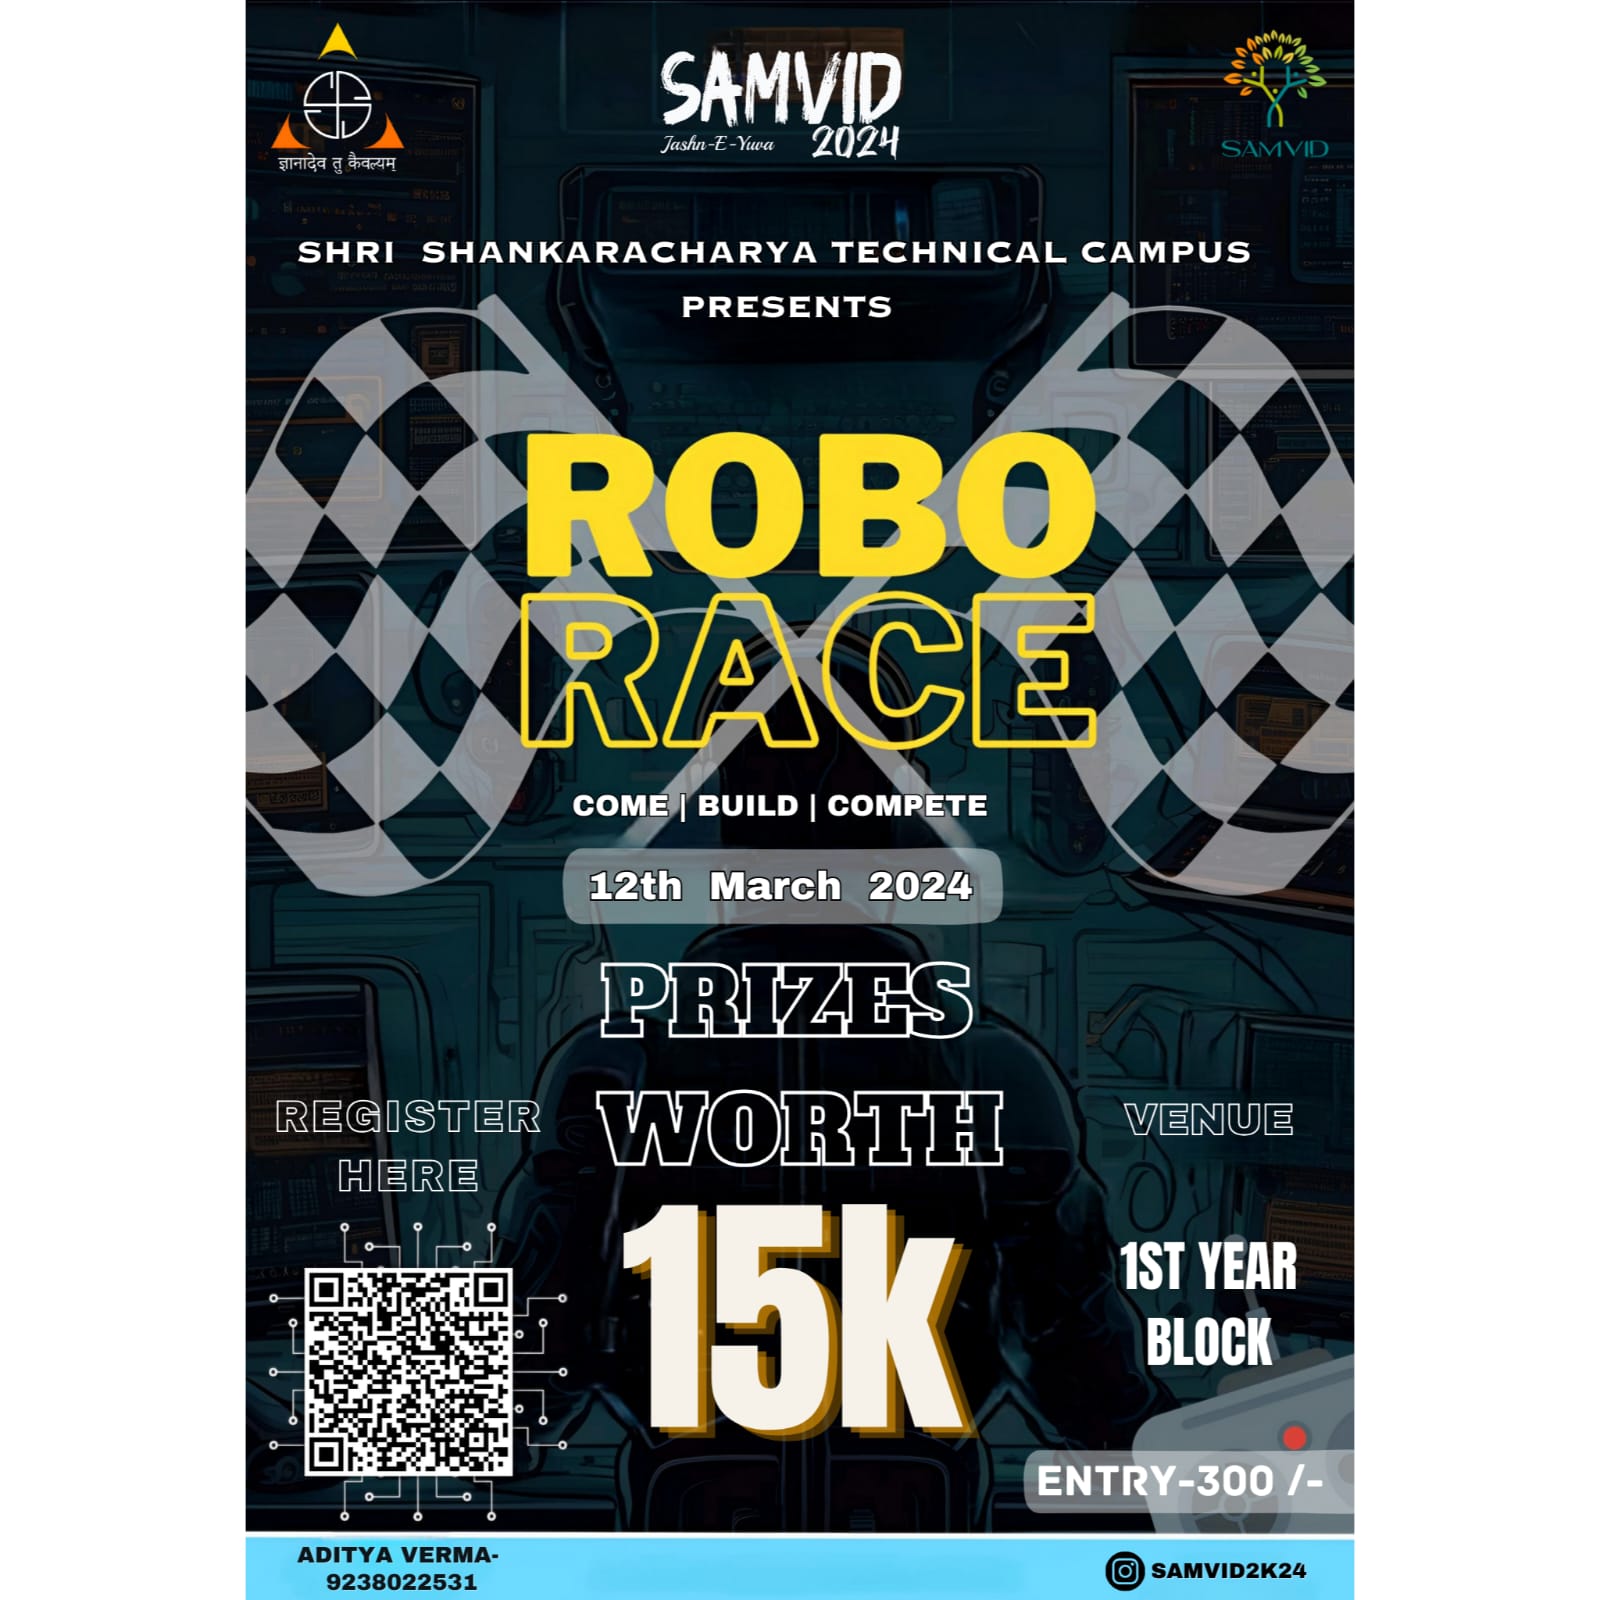 SAMVID
Jashn-E-Yuva 2024
ज्ञानादेव तु कैवल्यम्
SAMVID
SHRI SHANKARACHARYA TECHNICAL CAMPUS
PRESENTS
ROBO
RACE
COME | BUILD | COMPETE
12th March 2024
PRIZES
WORTH
15k
REGISTER
HERE
VENUE
1ST YEAR
BLOCK
ENTRY-300 /-
ADITYA VERMA-
9238022531
SAMVID2K24